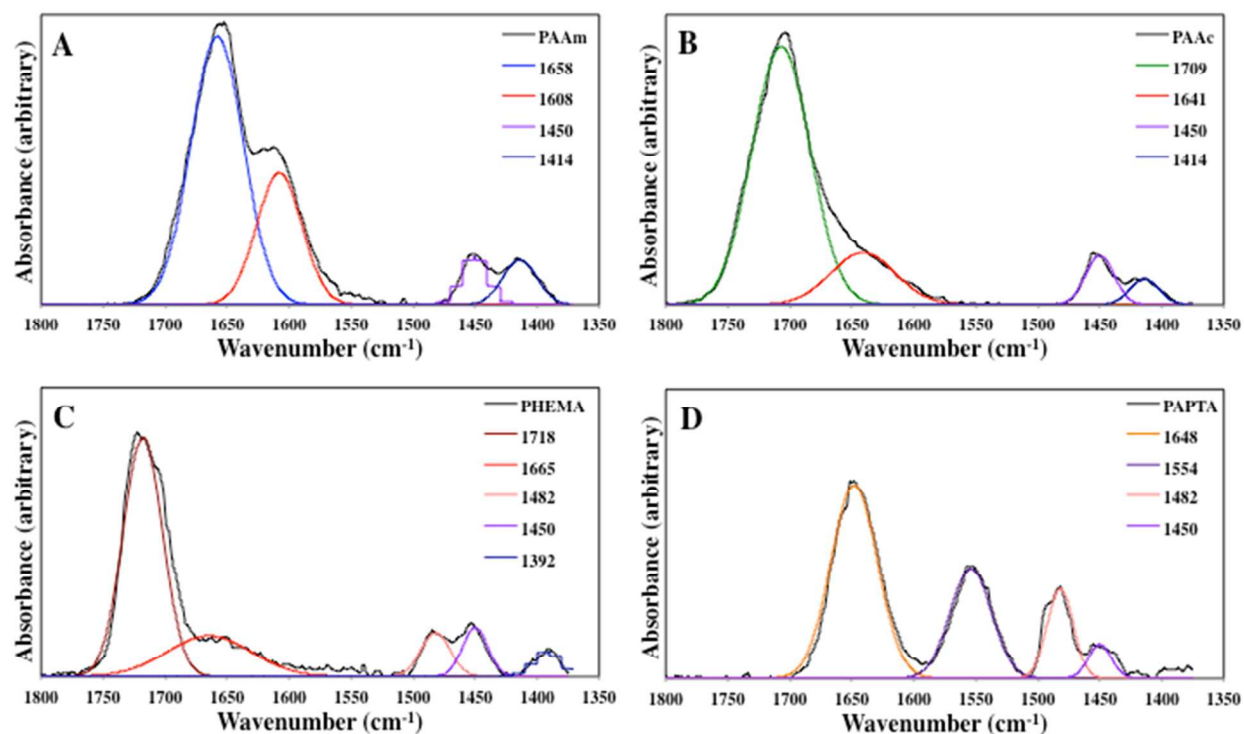 A
PAAm
1658
1608
1450
1414
Absorbance (arbitrary)
1800 1750 1700 1650 1600 1550 1500 1450 1400 1350
Wavenumber (cm-1)
B
PAAc
1709
1641
1450
1414
Absorbance (arbitrary)
1800 1750 1700 1650 1600 1550 1500 1450 1400 1350
Wavenumber (cm-1)
C
PHEMA
1718
1665
1482
1450
1392
Absorbance (arbitrary)
1800 1750 1700 1650 1600 1550 1500 1450 1400 1350
Wavenumber (cm-1)
D
PAPTA
1648
1554
1482
1450
Absorbance (arbitrary)
1800 1750 1700 1650 1600 1550 1500 1450 1400 1350
Wavenumber (cm-1)